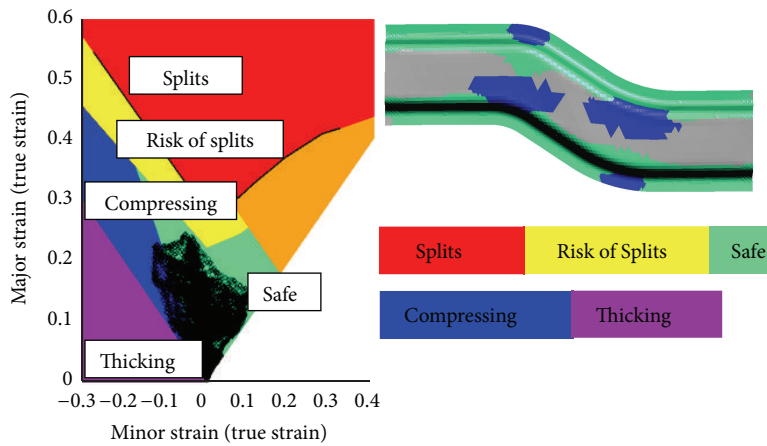 0.6
0.5
0.4
0.3
0.2
0.1
0
Major strain (true strain)
Splits
Risk of splits
Compressing
Safe
Thicking
−0.3 −0.2 −0.1 0 0.1 0.2 0.3 0.4
Minor strain (true strain)
Splits Risk of Splits Safe
Compressing Thicking